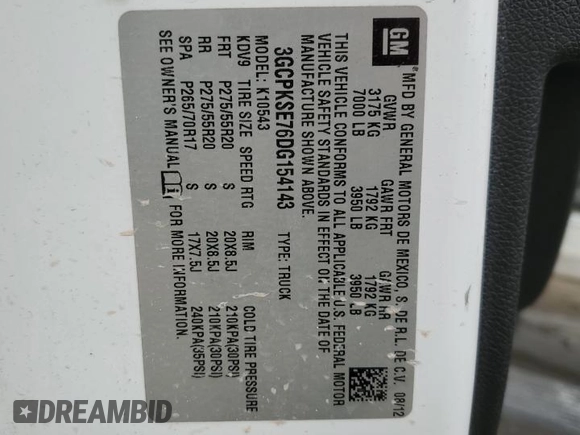 GM
MFD BY GENERAL MOTORS DE MEXICO, S. DE R.L. DE C.V. 08/12
GVWR GAWR FRT GAWR RR
3175 KG 1792 KG 1792 KG
7000 LB 3950 LB 3950 LB
THIS VEHICLE CONFORMS TO ALL APPLICABLE U.S. FEDERAL MOTOR
VEHICLE SAFETY STANDARDS IN EFFECT ON THE DATE OF
MANUFACTURE SHOWN ABOVE.
3GCPKSE76DG154143 TYPE: TRUCK
MODEL: K10543
KDV9 TIRE SIZE SPEED RTG RIM COLD TIRE PRESSURE
FRT P275/55R20 S 20X8.5J 210KPA(30PSI)
RR P275/55R20 S 20X8.5J 210KPA(30PSI)
SPA P265/70R17 S 17X7.5J 240KPA(35PSI)
SEE OWNER'S MANUAL FOR MORE INFORMATION.
DREAMBID